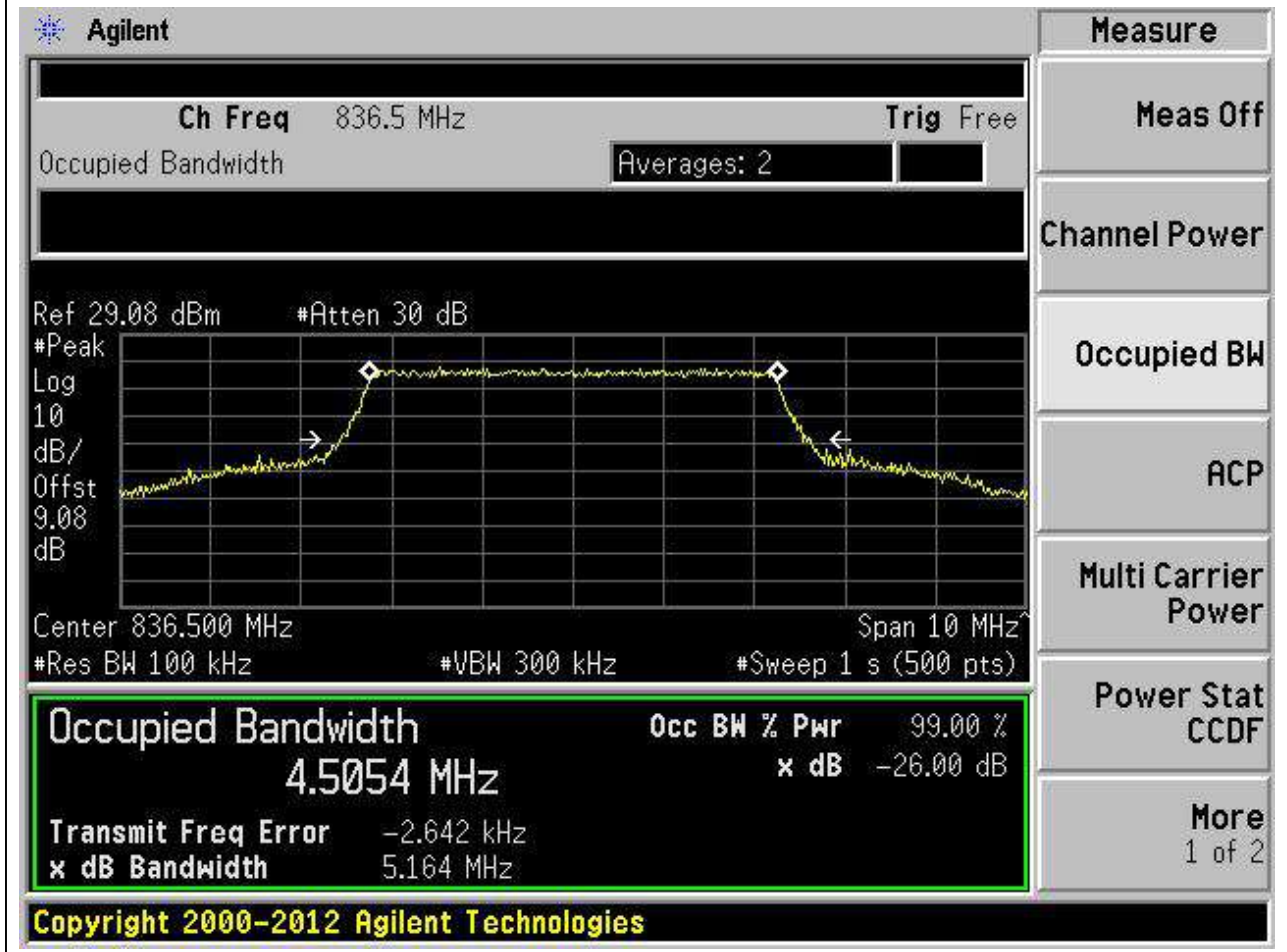 Agilent
Measure
Ch Freq 836.5 MHz Trig Free
Occupied Bandwidth Averages: 2
Ref 29.08 dBm #Atten 30 dB
#Peak
Log
10
dB/
Offst
9.08
dB
Center 836.500 MHz Span 10 MHz^
#Res BW 100 kHz #VBW 300 kHz #Sweep 1 s (500 pts)
Occupied Bandwidth Occ BW % Pwr 99.00 %
4.5054 MHz x dB -26.00 dB
Transmit Freq Error -2.642 kHz
x dB Bandwidth 5.164 MHz
Meas Off
Channel Power
Occupied BW
ACP
Multi Carrier
Power
Power Stat
CCDF
More
1 of 2
Copyright 2000-2012 Agilent Technologies